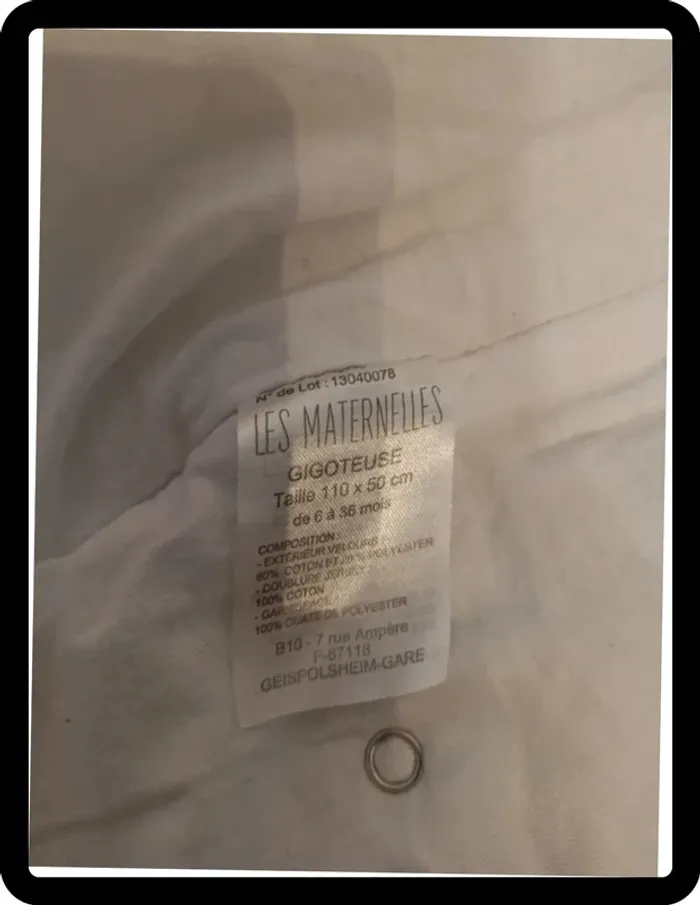 N° de Lot : 13040078
LES MATERNELLES
GIGOTEUSE
Taille 110 x 50 cm
de 6 à 36 mois
COMPOSITION :
- EXTÉRIEUR VELOURS :
80% COTON ET 20% POLYESTER
- DOUBLURE JERSEY
100% COTON
100% OUATE DE POLYESTER
B10 - 7 rue Ampère
F-67118
GEISPOLSHEIM-GARE